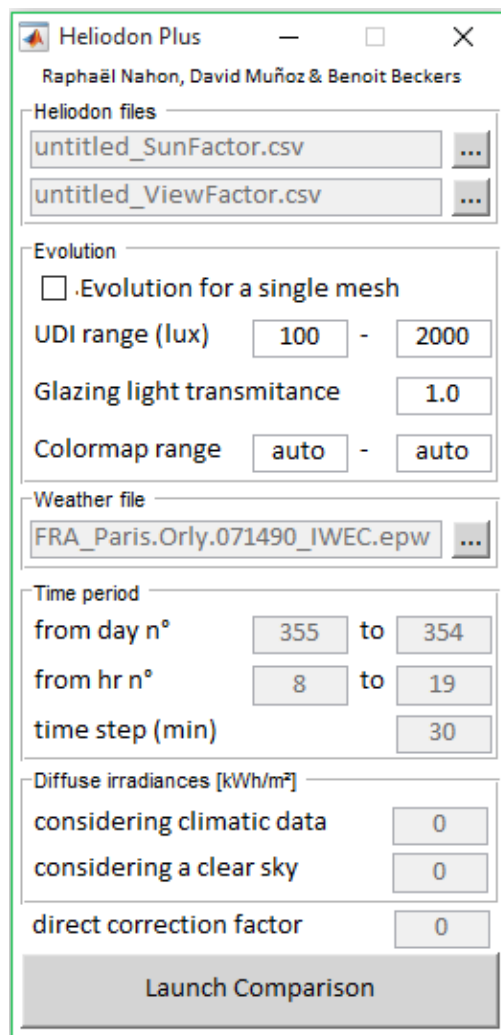 Heliodon Plus
Raphaël Nahon, David Muñoz & Benoit Beckers
Heliodon files
untitled_SunFactor.csv ...
untitled_ViewFactor.csv ...
Evolution
.Evolution for a single mesh
UDI range (lux) 100 - 2000
Glazing light transmitance 1.0
Colormap range auto - auto
Weather file
FRA_Paris.Orly.071490_IWEC.epw ...
Time period
from day n° 355 to 354
from hr n° 8 to 19
time step (min) 30
Diffuse irradiances [kWh/m²]
considering climatic data 0
considering a clear sky 0
direct correction factor 0
Launch Comparison